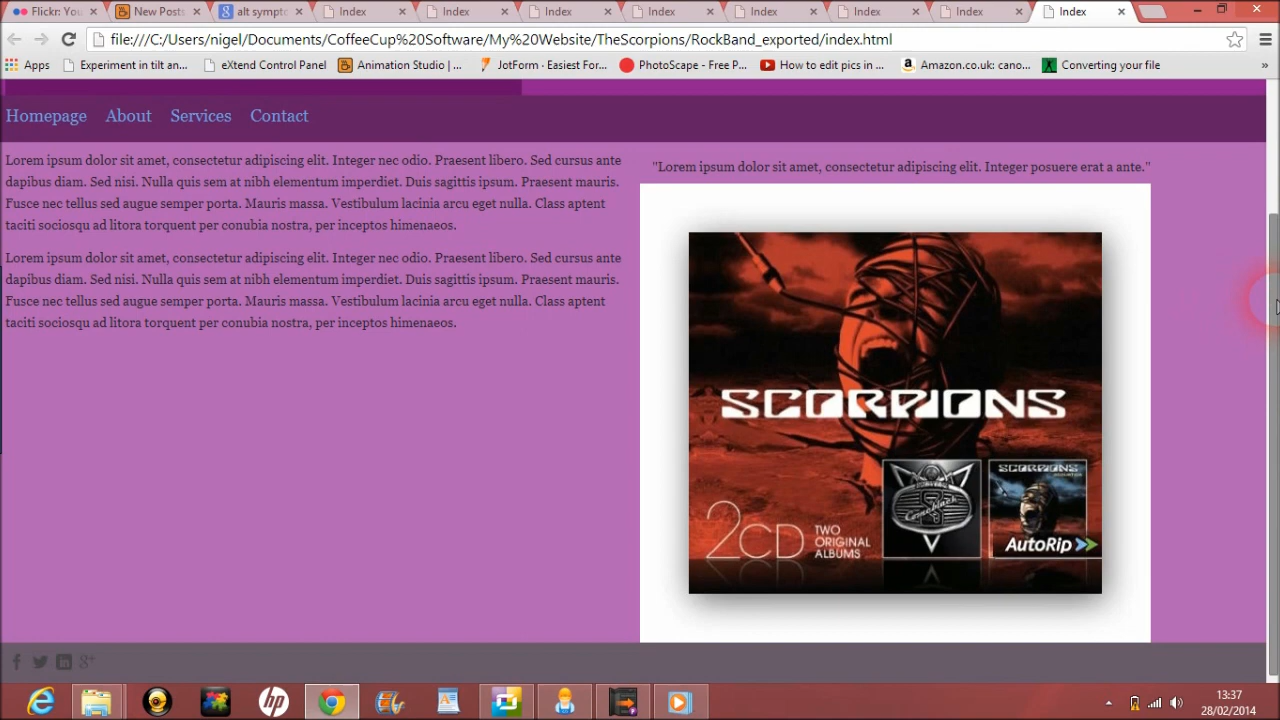 Flickr: You
New Posts
alt sympto
Index
Index
Index
Index
Index
Index
Index
Index
file:///C:/Users/nigel/Documents/CoffeeCup%20Software/My%20Website/TheScorpions/RockBand_exported/index.html
Apps
Experiment in tilt an...
eXtend Control Panel
Animation Studio | ...
JotForm · Easiest For...
PhotoScape - Free P...
How to edit pics in ...
Amazon.co.uk: cano...
Converting your file
»
Homepage About Services Contact
Lorem ipsum dolor sit amet, consectetur adipiscing elit. Integer nec odio. Praesent libero. Sed cursus ante
dapibus diam. Sed nisi. Nulla quis sem at nibh elementum imperdiet. Duis sagittis ipsum. Praesent mauris.
Fusce nec tellus sed augue semper porta. Mauris massa. Vestibulum lacinia arcu eget nulla. Class aptent
taciti sociosqu ad litora torquent per conubia nostra, per inceptos himenaeos.
Lorem ipsum dolor sit amet, consectetur adipiscing elit. Integer nec odio. Praesent libero. Sed cursus ante
dapibus diam. Sed nisi. Nulla quis sem at nibh elementum imperdiet. Duis sagittis ipsum. Praesent mauris.
Fusce nec tellus sed augue semper porta. Mauris massa. Vestibulum lacinia arcu eget nulla. Class aptent
taciti sociosqu ad litora torquent per conubia nostra, per inceptos himenaeos.
"Lorem ipsum dolor sit amet, consectetur adipiscing elit. Integer posuere erat a ante."
SCORPIONS
2CD
TWO
ORIGINAL
ALBUMS
Comeblack
SCORPIONS
AutoRip
13:37
28/02/2014